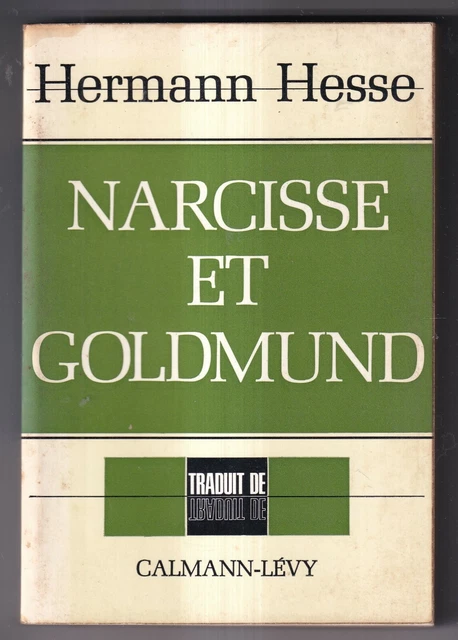 Hermann Hesse
NARCISSE
ET
GOLDMUND
TRADUIT DE
TRADUIT DE
CALMANN-LÉVY